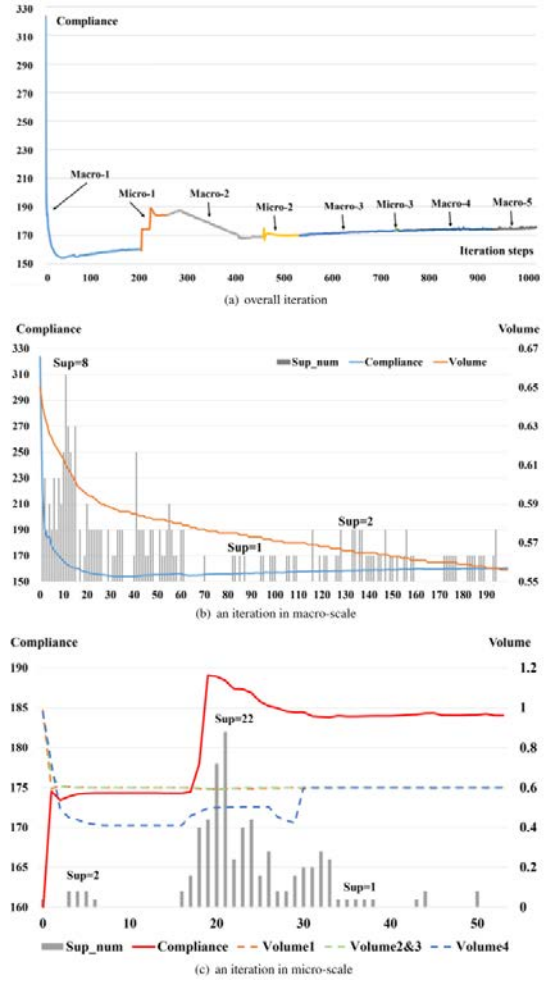 330
Compliance
310
290
270
250
230
210
190
170
150
Macro-1
Micro-1
Macro-2
Micro-2
Macro-3
Micro-3
Macro-4
Macro-5
Iteration steps
0 100 200 300 400 500 600 700 800 900 1000
(a) overall iteration
Compliance Volume
330 0.67
310 0.65
290 0.63
270
250 0.61
230 0.59
210
190 0.57
170
150 0.55
Sup=8
Sup_num Compliance Volume
Sup=1
Sup=2
0 10 20 30 40 50 60 70 80 90 100 110 120 130 140 150 160 170 180 190
(b) an iteration in macro-scale
Compliance Volume
190 1.2
185 1
180 0.8
175 0.6
170 0.4
165 0.2
160 0
Sup=22
Sup=2
Sup=1
0 10 20 30 40 50
Sup_num Compliance Volume1 Volume2&3 Volume4
(c) an iteration in micro-scale